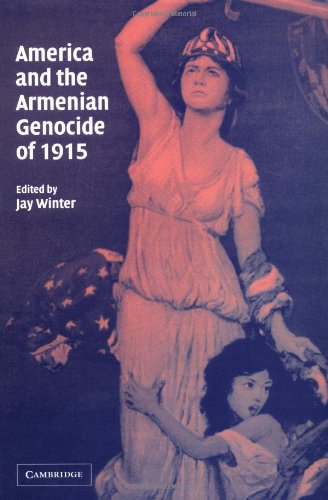 America
and the
Armenian
Genocide
of 1915
Edited by
Jay Winter
CAMBRIDGE